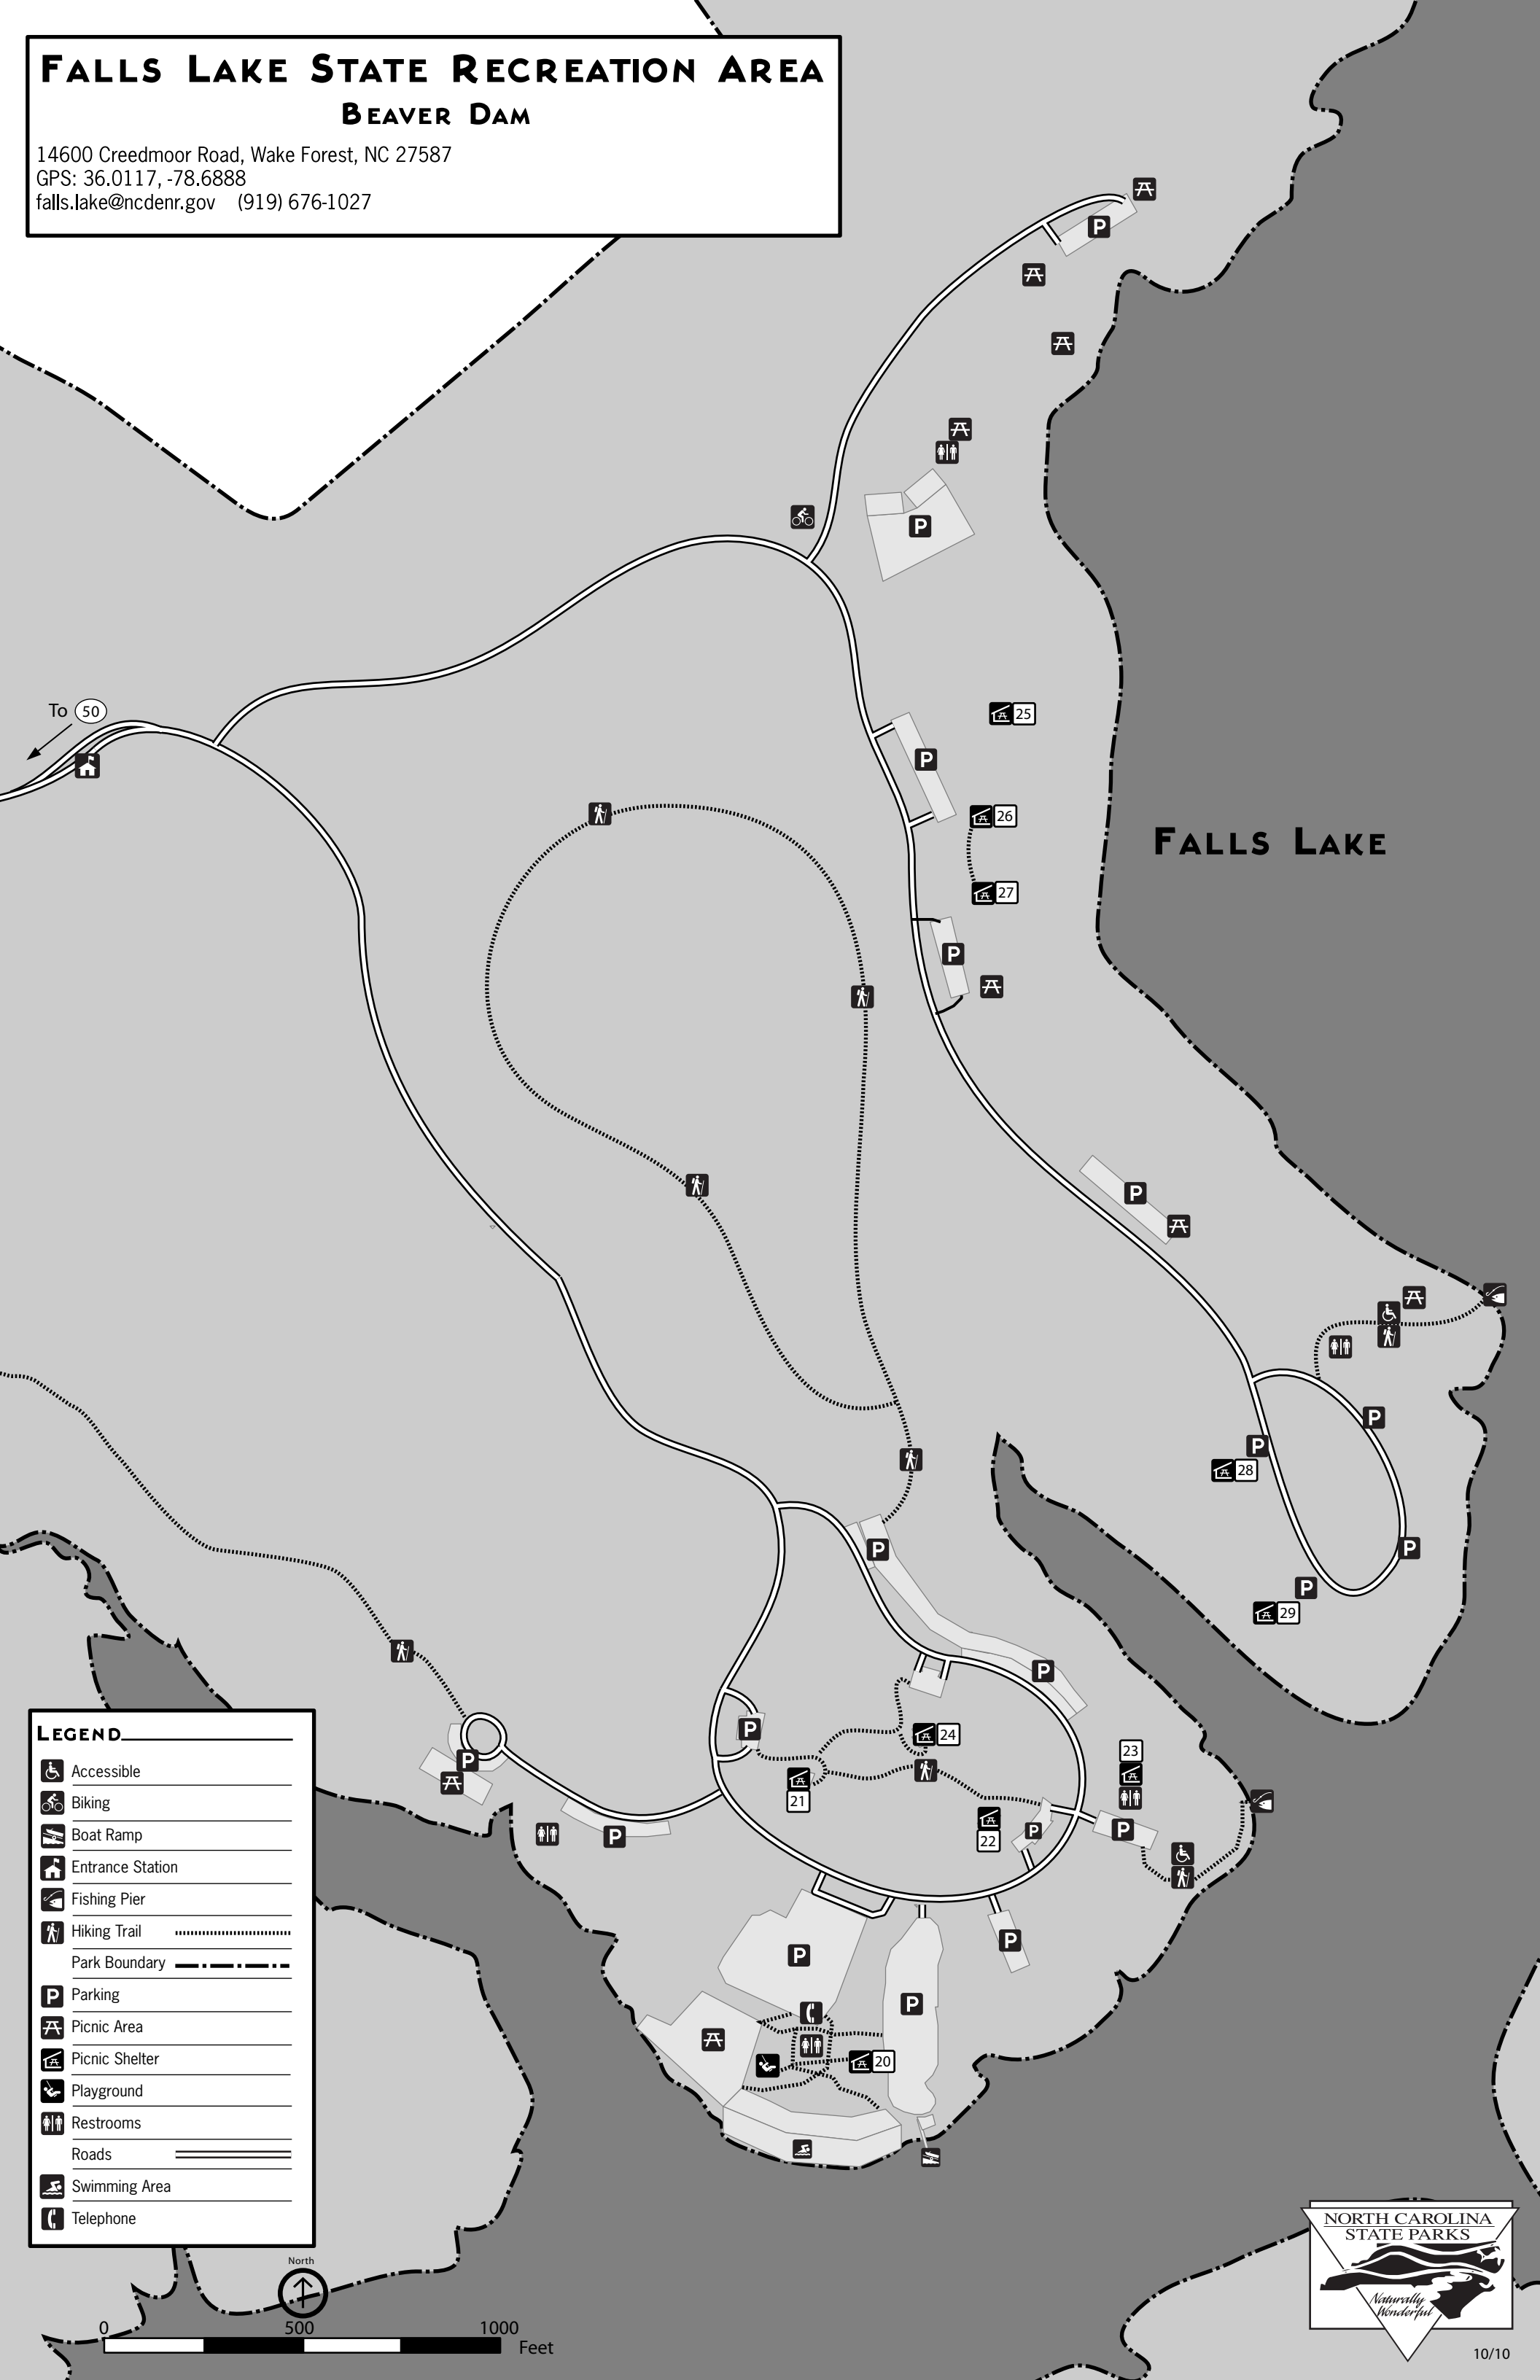 Falls Lake State Recreation Area
Beaver Dam
14600 Creedmoor Road, Wake Forest, NC 27587
GPS: 36.0117, -78.6888
falls.lake@ncdenr.gov (919) 676-1027
P
P
To 50
25
P
26
Falls Lake
27
P
P
P
P
28
P
P
P
29
P
P
24
23
P
21
22
P
P
P
P
P
P
20
Legend
Accessible
Biking
Boat Ramp
Entrance Station
Fishing Pier
Hiking Trail
Park Boundary
P Parking
Picnic Area
Picnic Shelter
Playground
Restrooms
Roads
Swimming Area
Telephone
North
0 500 1000
Feet
NORTH CAROLINA
STATE PARKS
Naturally
Wonderful
10/10